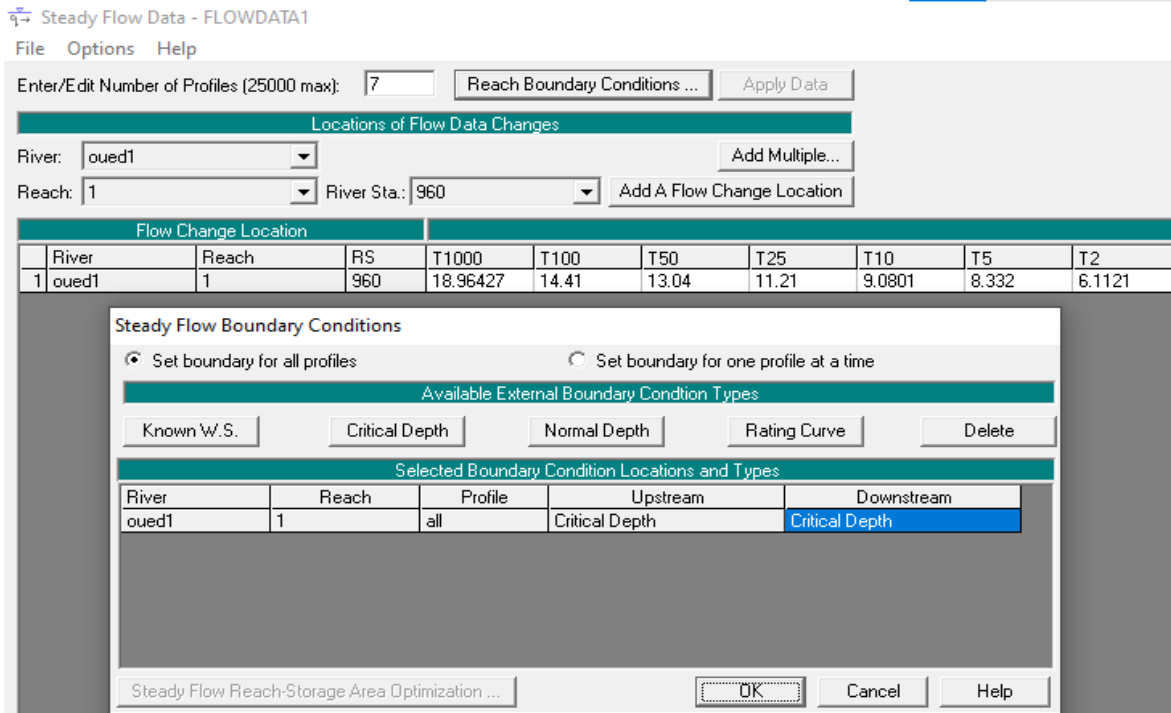 Steady Flow Data - FLOWDATA1
File Options Help
Enter/Edit Number of Profiles (25000 max): 7 Reach Boundary Conditions ... Apply Data
Locations of Flow Data Changes
River: oued1 Add Multiple...
Reach: 1 River Sta.: 960 Add A Flow Change Location
Flow Change Location
River Reach RS T1000 T100 T50 T25 T10 T5 T2
1 oued1 1 960 18.96427 14.41 13.04 11.21 9.0801 8.332 6.1121
Steady Flow Boundary Conditions
Set boundary for all profiles Set boundary for one profile at a time
Available External Boundary Condtion Types
Known W.S. Critical Depth Normal Depth Rating Curve Delete
Selected Boundary Condition Locations and Types
River Reach Profile Upstream Downstream
oued1 1 all Critical Depth Critical Depth
Steady Flow Reach-Storage Area Optimization ... OK Cancel Help